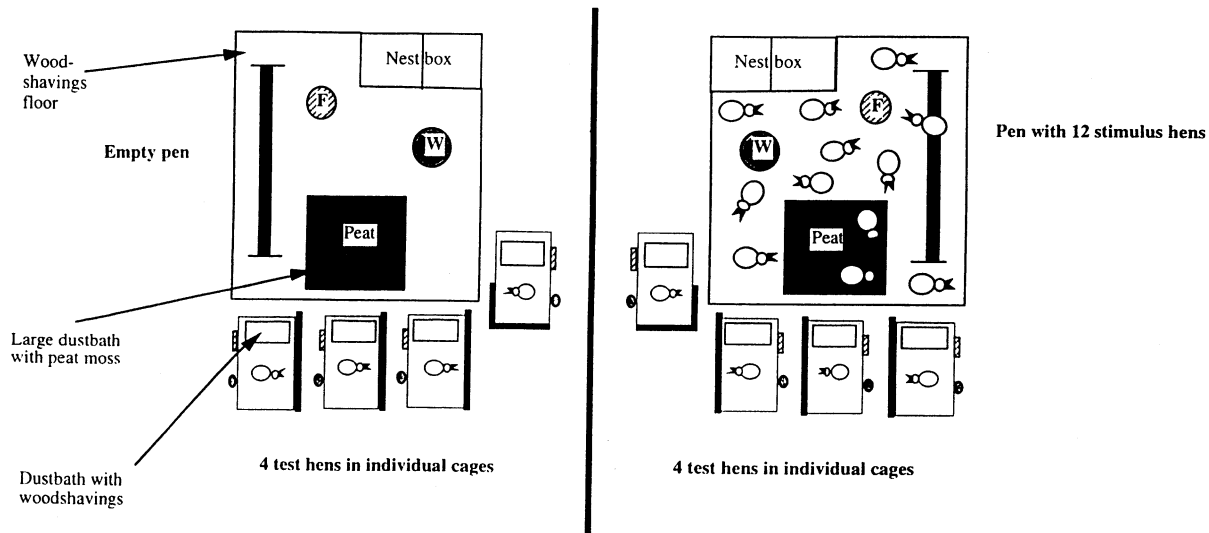 Wood-
shavings
floor
Nest box
F
Empty pen
W
Peat
Large dustbath
with peat moss
Dustbath with
woodshavings
4 test hens in individual cages
Nest box
F
W
Pen with 12 stimulus hens
Peat
4 test hens in individual cages